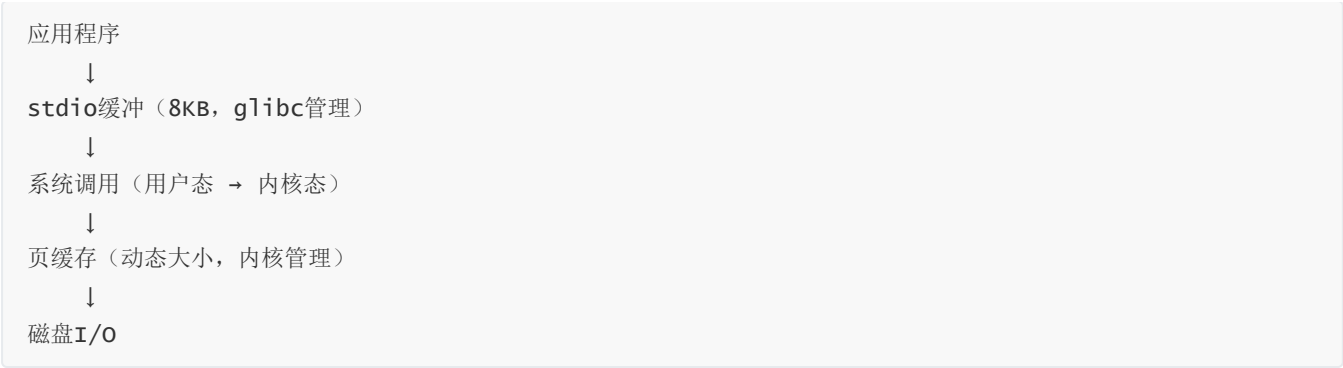 应用程序
↓
stdio缓冲（8KB，glibc管理）
↓
系统调用（用户态 → 内核态）
↓
页缓存（动态大小，内核管理）
↓
磁盘I/O